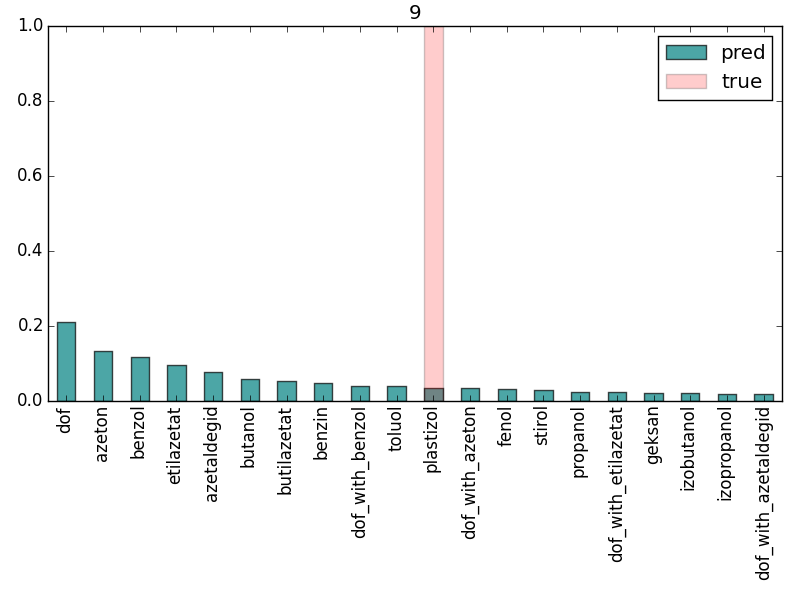 9
1.0
0.8
0.6
0.4
0.2
0.0
pred
true
dof
azeton
benzol
etilazetat
azetaldegid
butanol
butilazetat
benzin
dof_with_benzol
toluol
plastizol
dof_with_azeton
fenol
stirol
propanol
dof_with_etilazetat
geksan
izobutanol
izopropanol
dof_with_azetaldegid